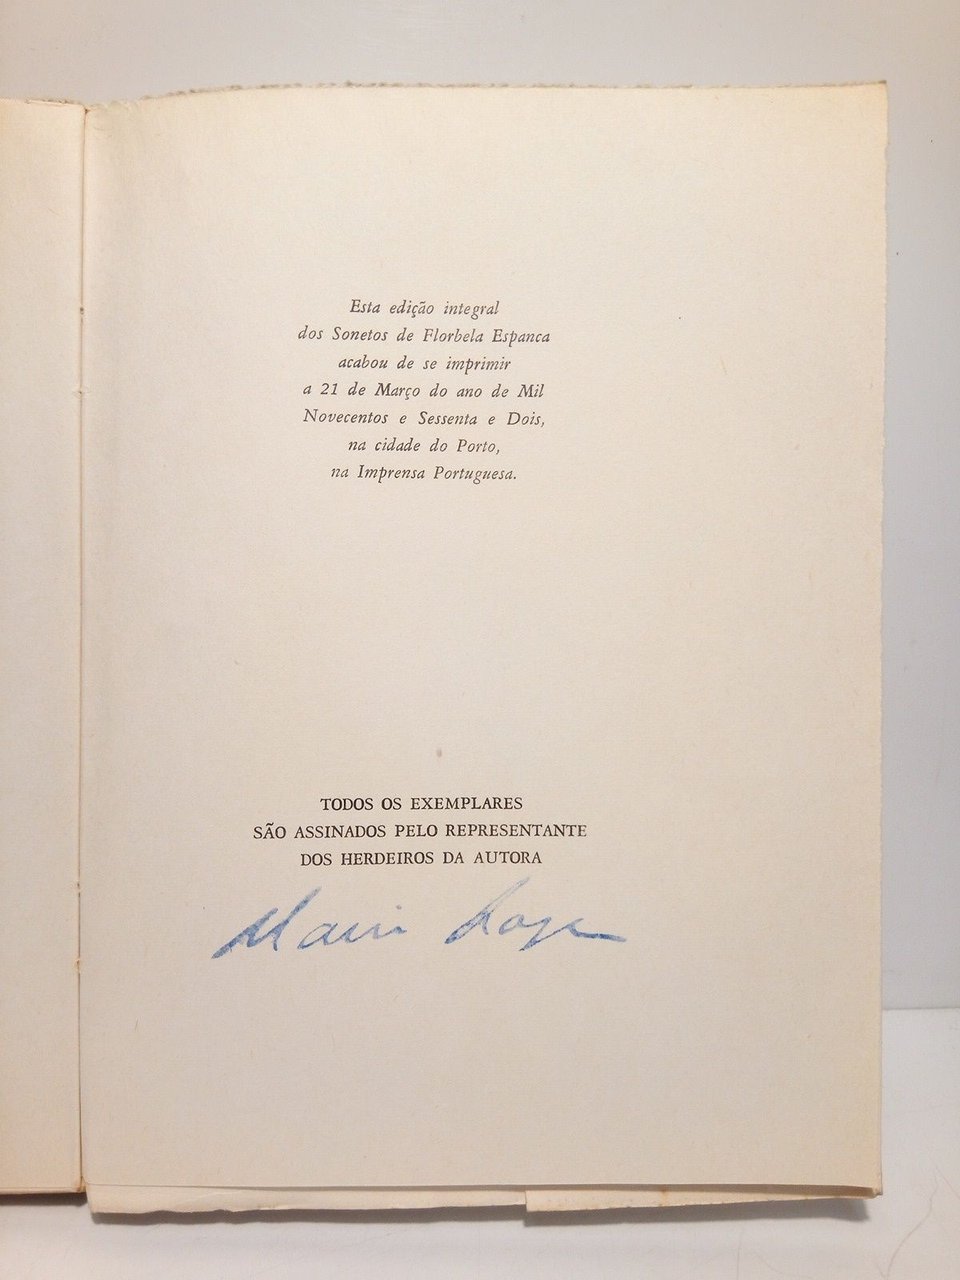 Esta edição integral
dos Sonetos de Florbela Espanca
acabou de se imprimir
a 21 de Março do ano de Mil
Novecentos e Sessenta e Dois,
na cidade do Porto,
na Imprensa Portuguesa.
TODOS OS EXEMPLARES
SÃO ASSINADOS PELO REPRESENTANTE
DOS HERDEIROS DA AUTORA